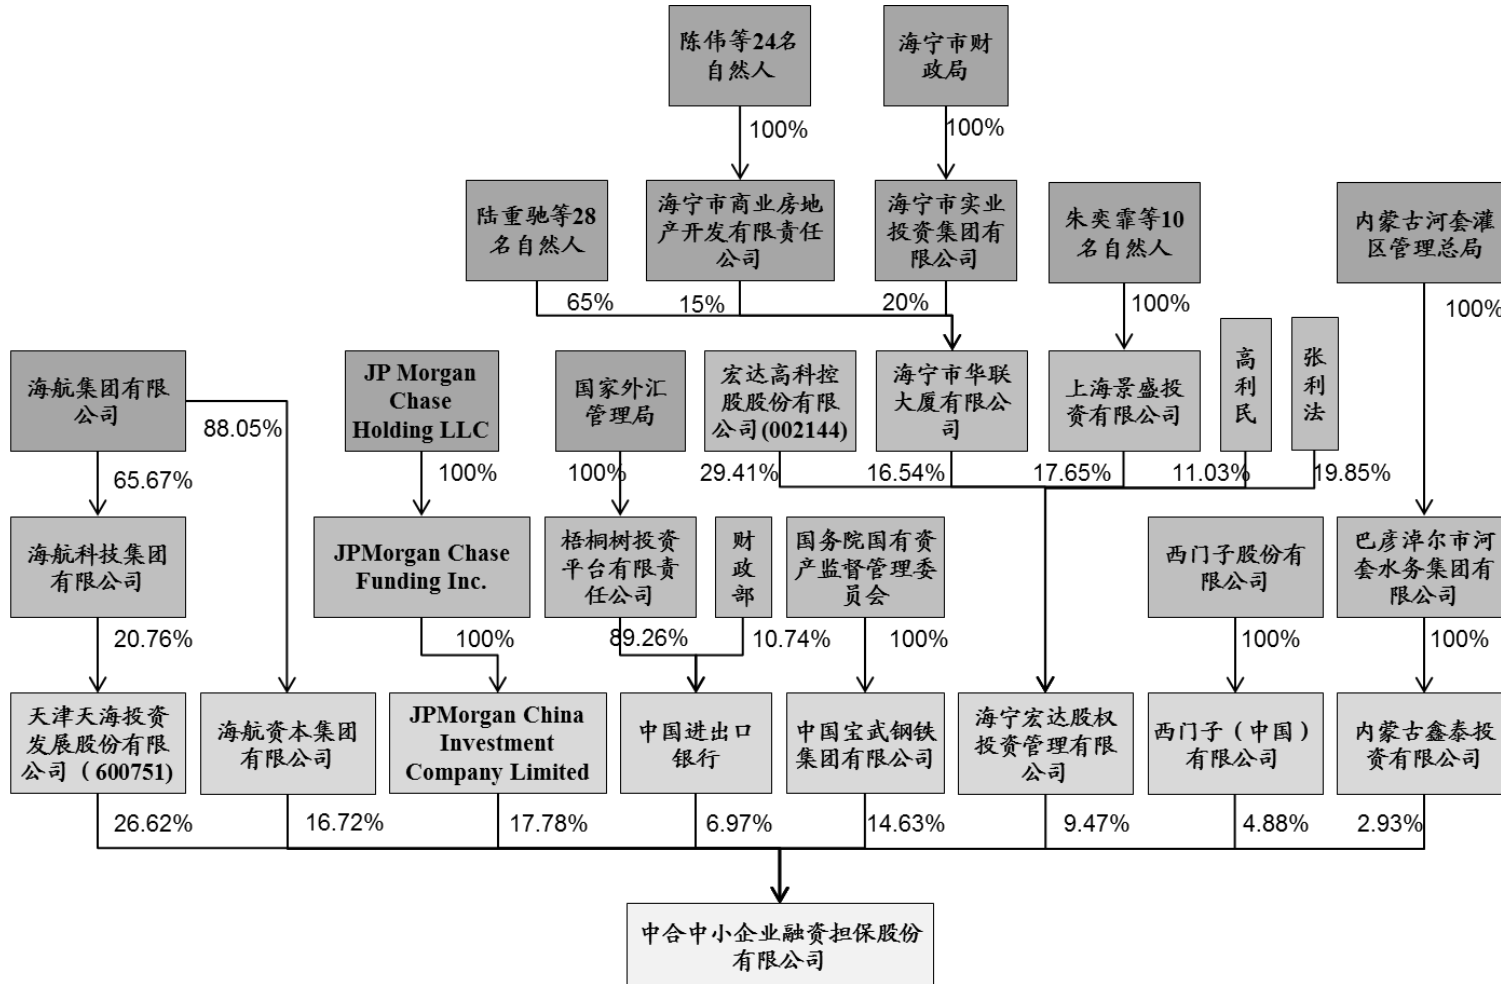 陈伟等24名
自然人
海宁市财
政局
100%
100%
陆重驰等28
名自然人
海宁市商业房地
产开发有限责任
公司
海宁市实业
投资集团有
限公司
朱奕霏等10
名自然人
内蒙古河套灌
区管理总局
65%
15%
20%
100%
100%
海航集团有限
公司
JP Morgan
Chase
Holding LLC
国家外汇
管理局
宏达高科控
股股份有限
公司(002144)
海宁市华联
大厦有限公
司
上海景盛投
资有限公司
高
利
民
张
利
法
88.05%
65.67%
100%
100%
29.41%
16.54%
17.65%
11.03%
19.85%
海航科技集团
有限公司
JPMorgan Chase
Funding Inc.
梧桐树投资
平台有限责
任公司
财
政
部
国务院国有资
产监督管理委
员会
西门子股份有
限公司
巴彦淖尔市河
套水务集团有
限公司
20.76%
100%
89.26%
10.74%
100%
100%
100%
天津天海投资
发展股份有限
公司（600751)
海航资本集团
有限公司
JPMorgan China
Investment
Company Limited
中国进出口
银行
中国宝武钢铁
集团有限公司
海宁宏达股权
投资管理有限
公司
西门子（中国）
有限公司
内蒙古鑫泰投
资有限公司
26.62%
16.72%
17.78%
6.97%
14.63%
9.47%
4.88%
2.93%
中合中小企业融资担保股份
有限公司